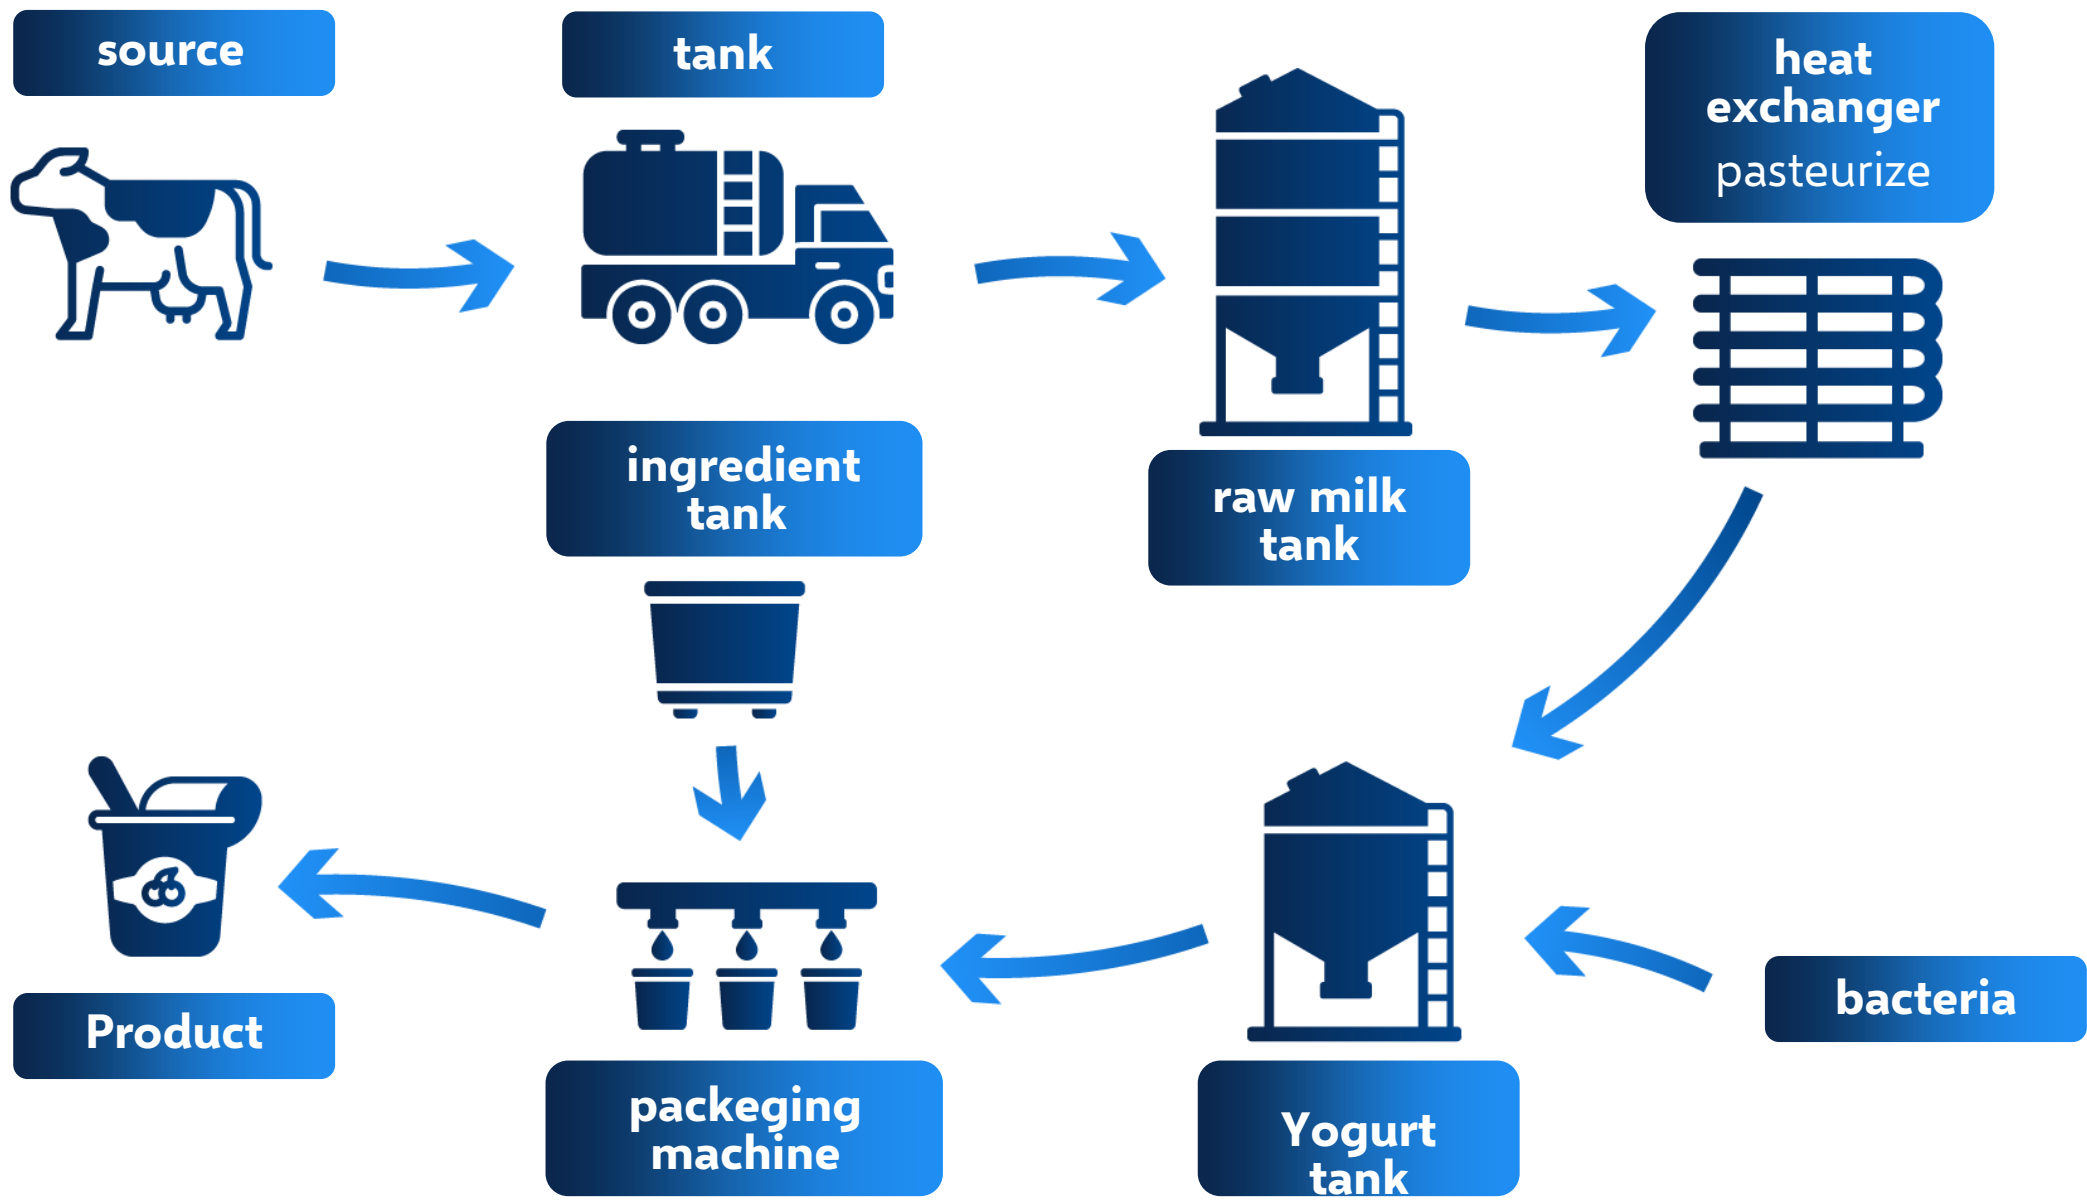 source
tank
heat
exchanger
pasteurize
ingredient
tank
raw milk
tank
Product
packeging
machine
Yogurt
tank
bacteria